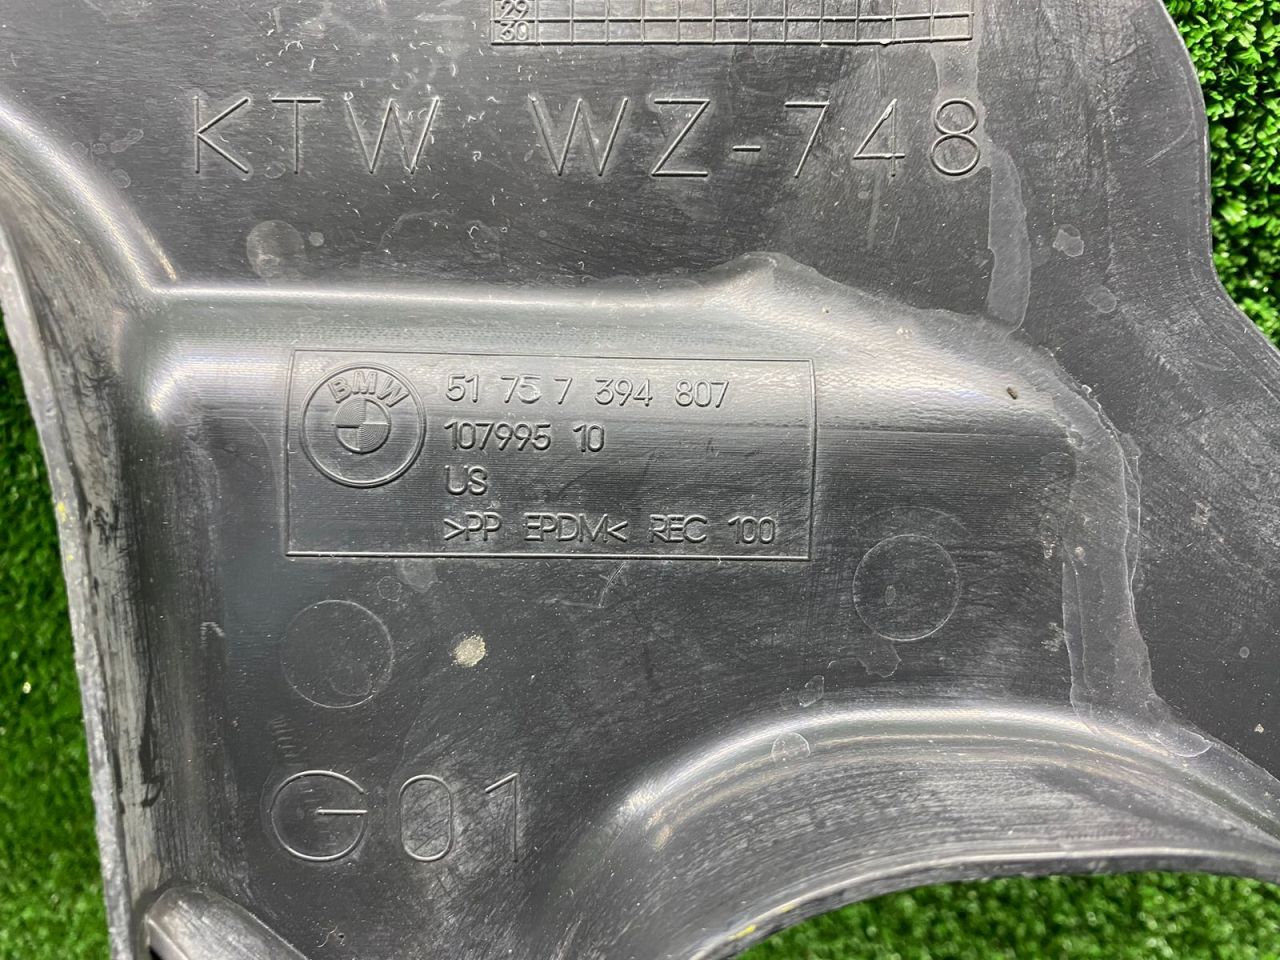 29
30
KTW WZ-748
BMW
51 75 7 394 807
107995 10
US
>PP EPDM< REC 100
G01